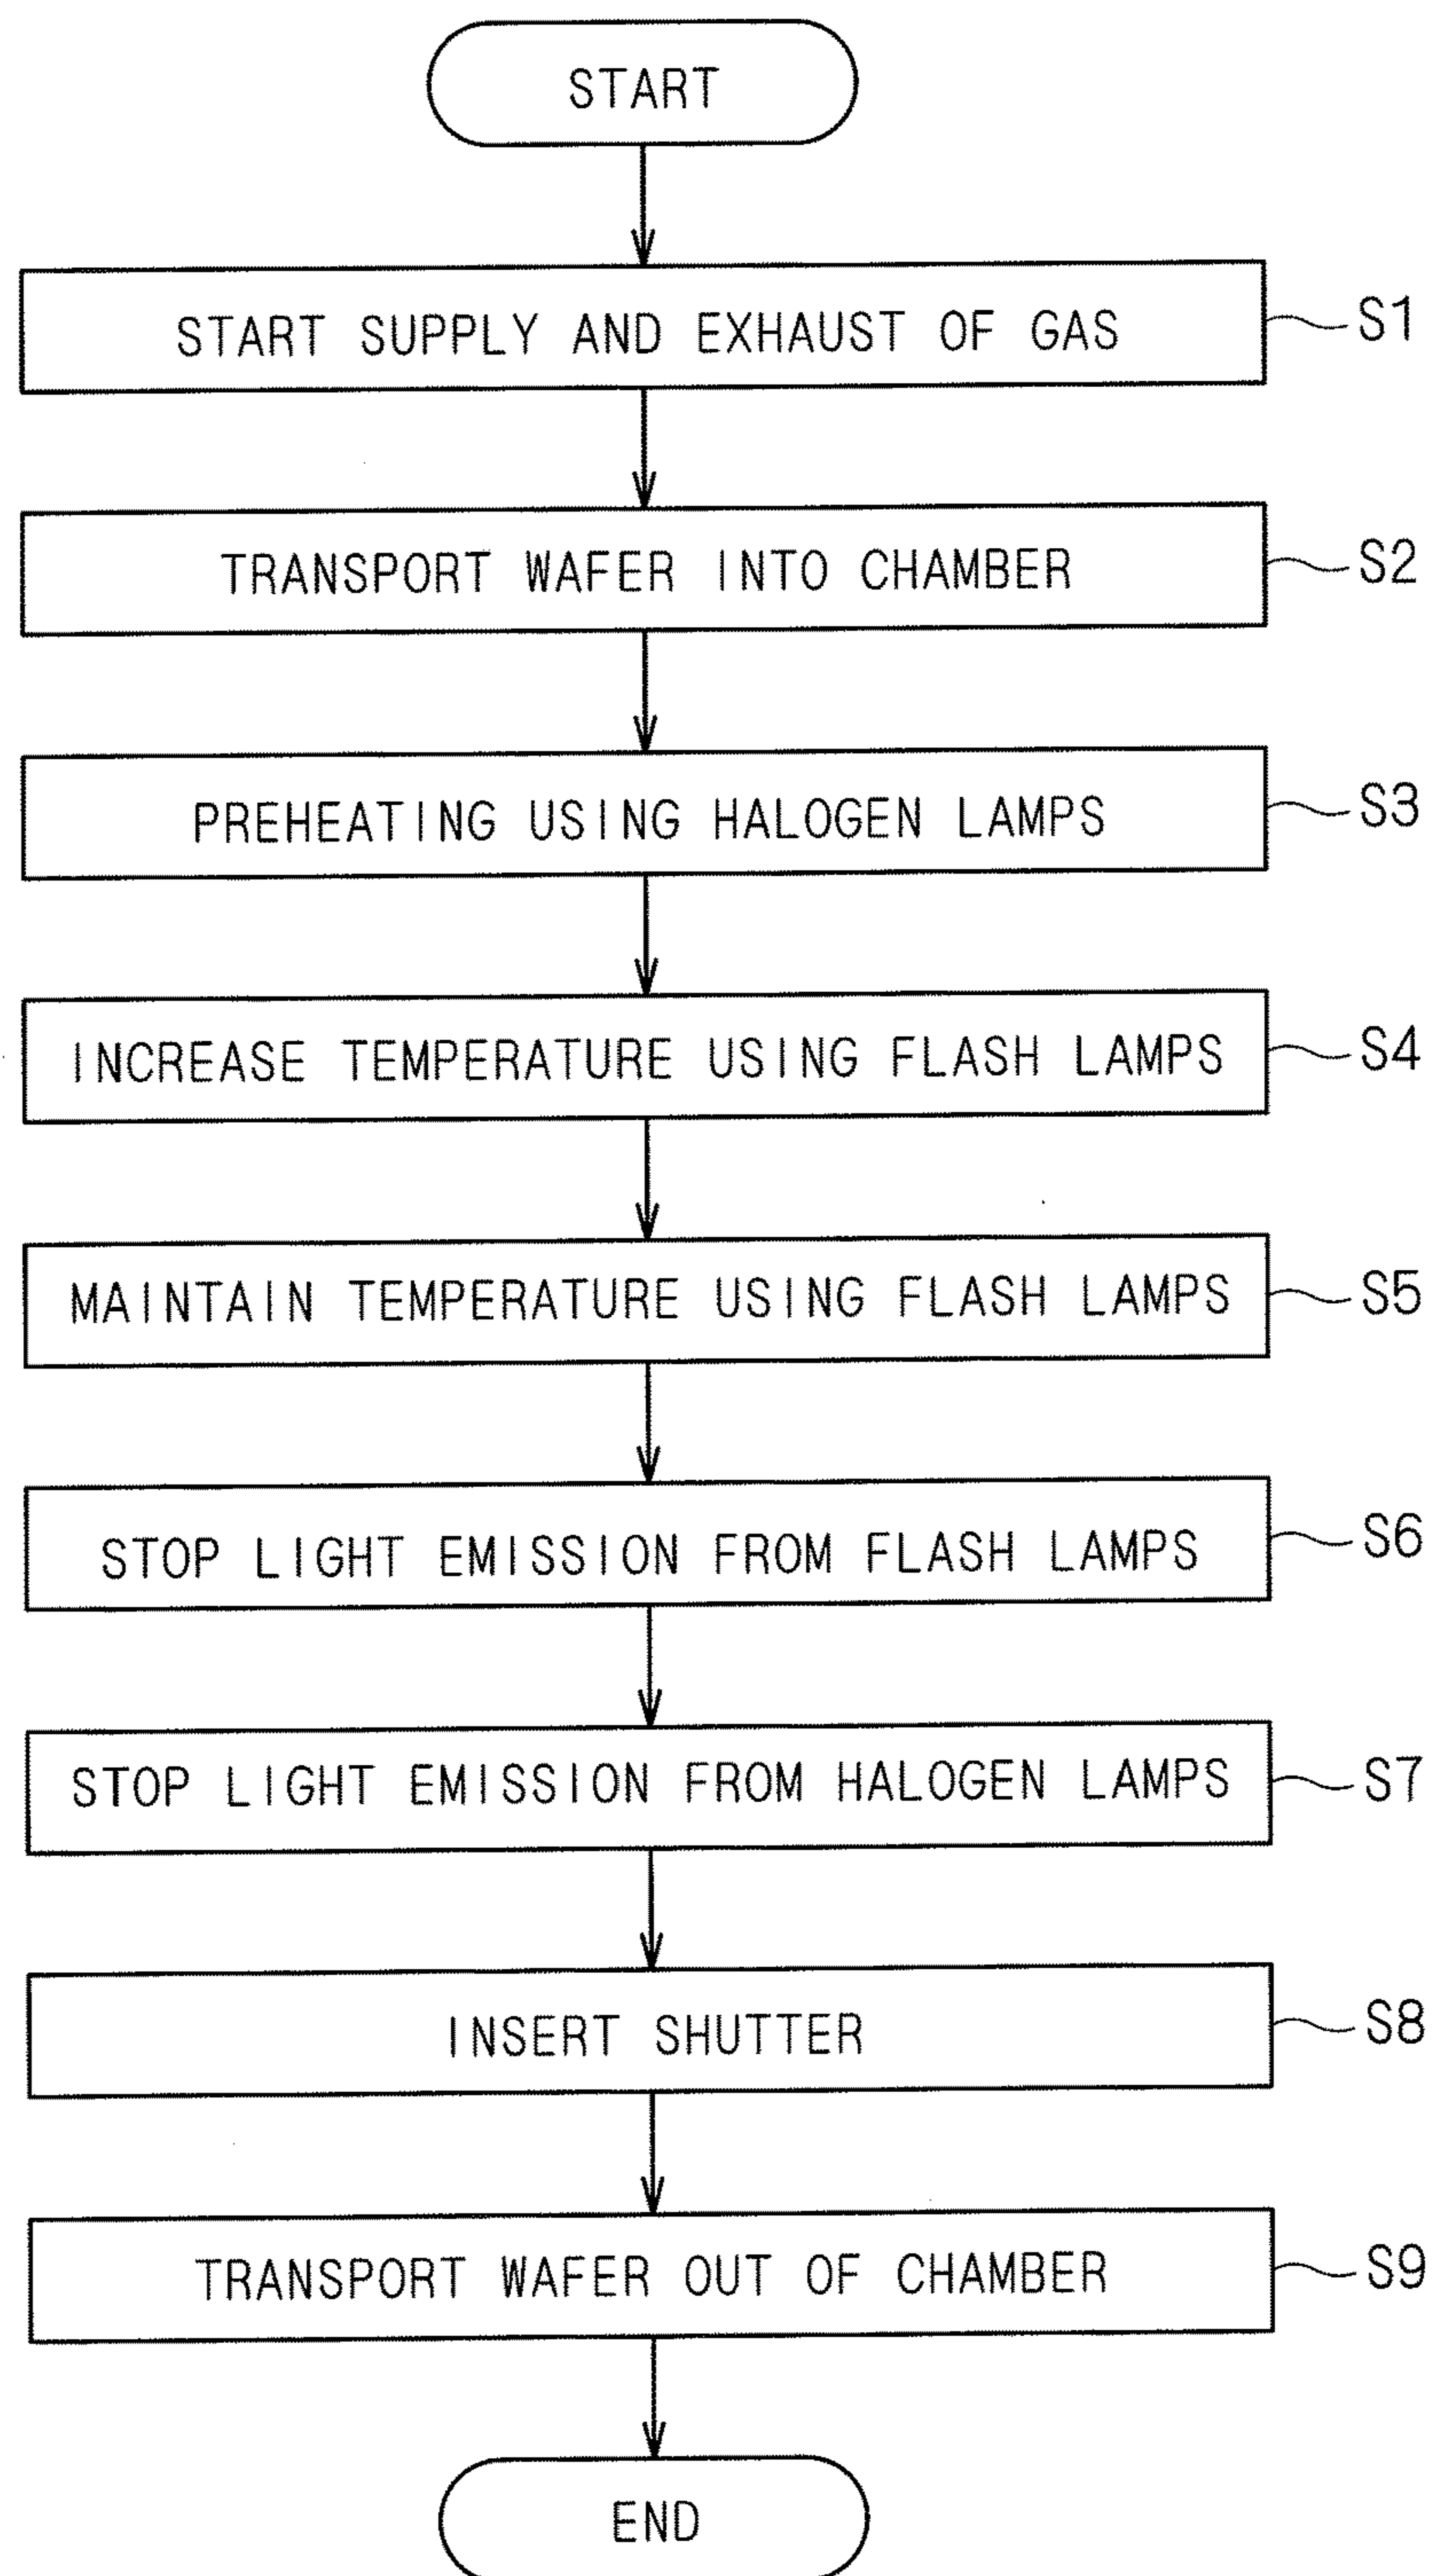 START
START SUPPLY AND EXHAUST OF GAS S1
TRANSPORT WAFER INTO CHAMBER S2
PREHEATING USING HALOGEN LAMPS S3
INCREASE TEMPERATURE USING FLASH LAMPS S4
MAINTAIN TEMPERATURE USING FLASH LAMPS S5
STOP LIGHT EMISSION FROM FLASH LAMPS S6
STOP LIGHT EMISSION FROM HALOGEN LAMPS S7
INSERT SHUTTER S8
TRANSPORT WAFER OUT OF CHAMBER S9
END